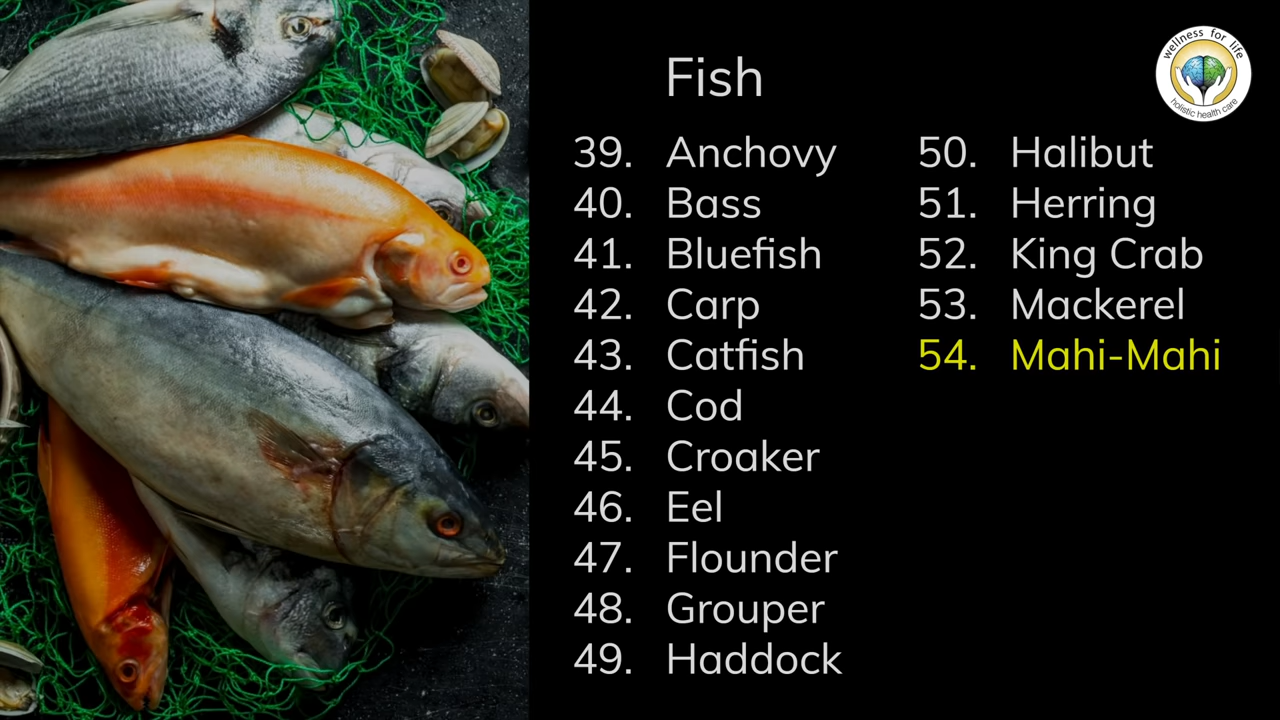 Fish
39. Anchovy
40. Bass
41. Bluefish
42. Carp
43. Catfish
44. Cod
45. Croaker
46. Eel
47. Flounder
48. Grouper
49. Haddock
50. Halibut
51. Herring
52. King Crab
53. Mackerel
54. Mahi-Mahi
wellness for life
holistic health care